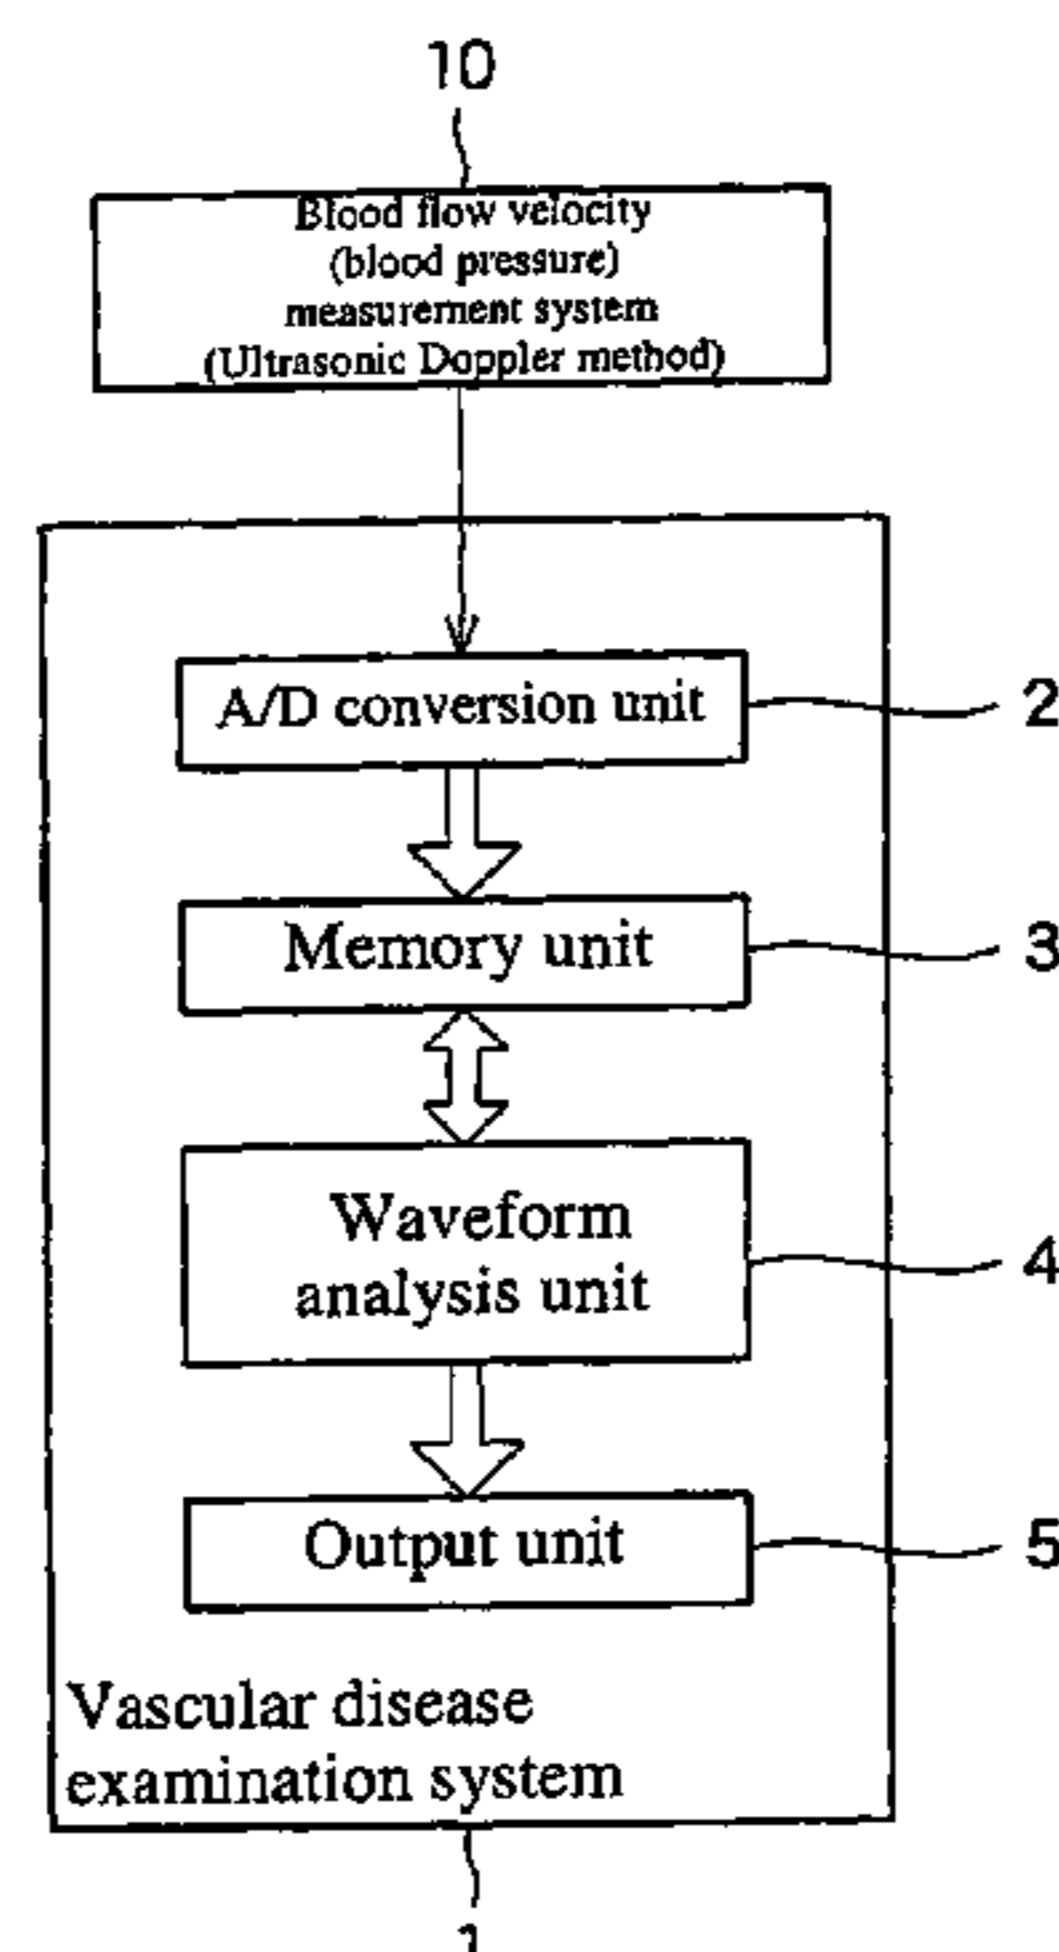 10
Blood flow velocity
(blood pressure)
measurement system
(Ultrasonic Doppler method)
A/D conversion unit
2
Memory unit
3
Waveform
analysis unit
4
Output unit
5
Vascular disease
examination system
1